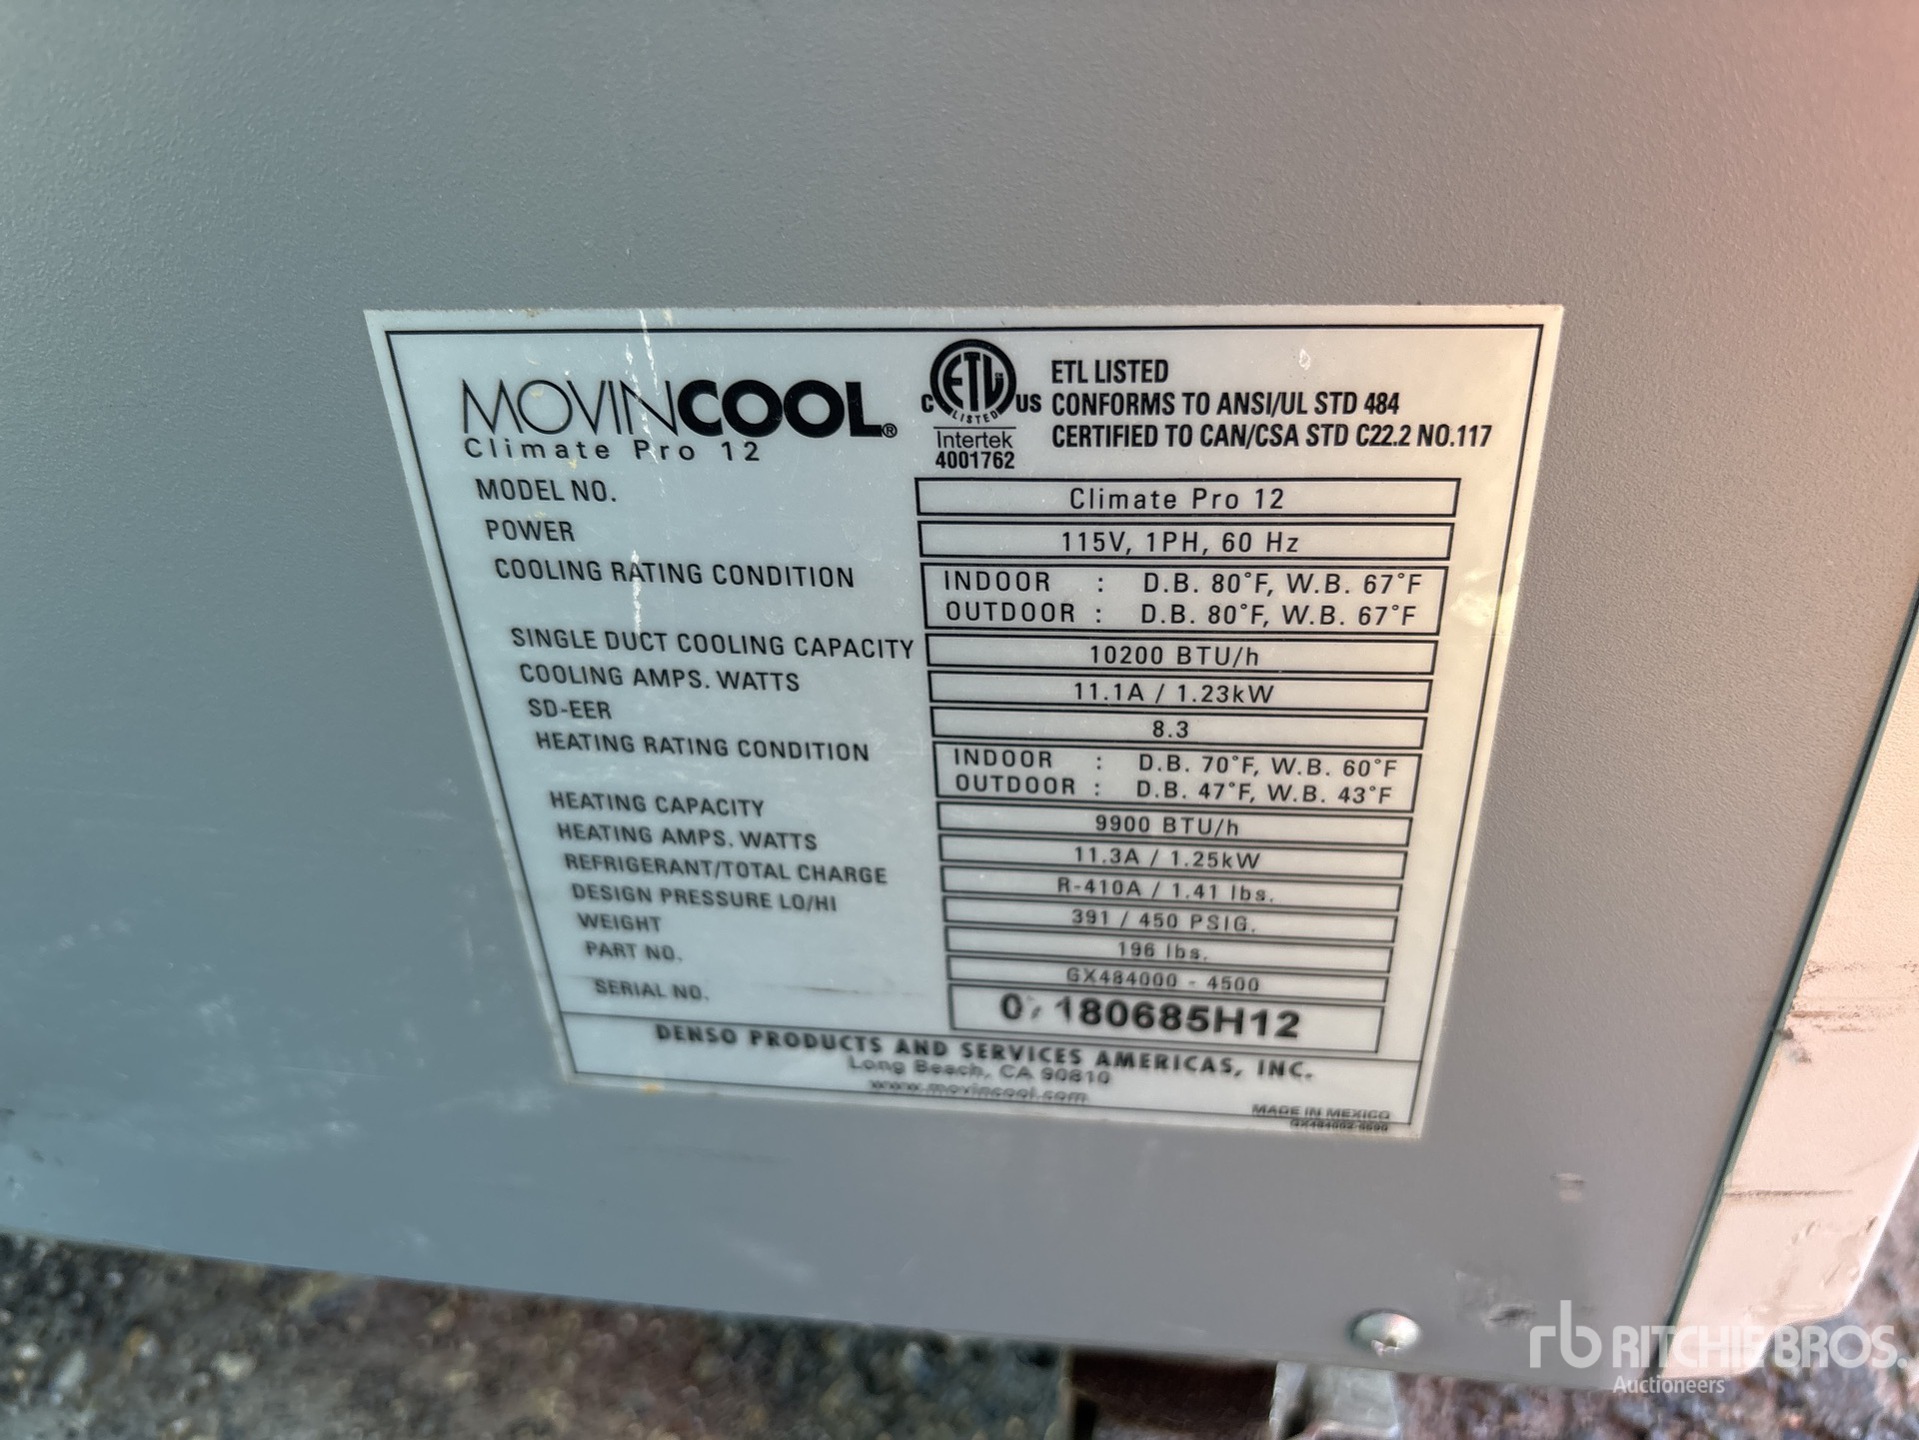 MOVINCOOL®
Climate Pro 12
C ETL US
LISTED
Intertek
4001762
ETL LISTED
CONFORMS TO ANSI/UL STD 484
CERTIFIED TO CAN/CSA STD C22.2 NO.117
MODEL NO. Climate Pro 12
POWER 115V, 1PH, 60 Hz
COOLING RATING CONDITION INDOOR : D.B. 80°F, W.B. 67°F
OUTDOOR : D.B. 80°F, W.B. 67°F
SINGLE DUCT COOLING CAPACITY 10200 BTU/h
COOLING AMPS. WATTS 11.1A / 1.23kW
SD-EER 8.3
HEATING RATING CONDITION INDOOR : D.B. 70°F, W.B. 60°F
OUTDOOR : D.B. 47°F, W.B. 43°F
HEATING CAPACITY 9900 BTU/h
HEATING AMPS. WATTS 11.3A / 1.25kW
REFRIGERANT/TOTAL CHARGE R-410A / 1.41 lbs.
DESIGN PRESSURE LO/HI 391 / 450 PSIG.
WEIGHT 196 lbs.
PART NO. GX484000 - 4500
SERIAL NO. 180685H12
DENSO PRODUCTS AND SERVICES AMERICAS, INC.
Long Beach, CA 90810
www.movincool.com
MADE IN MEXICO
rb RITCHIE BROS.
Auctioneers